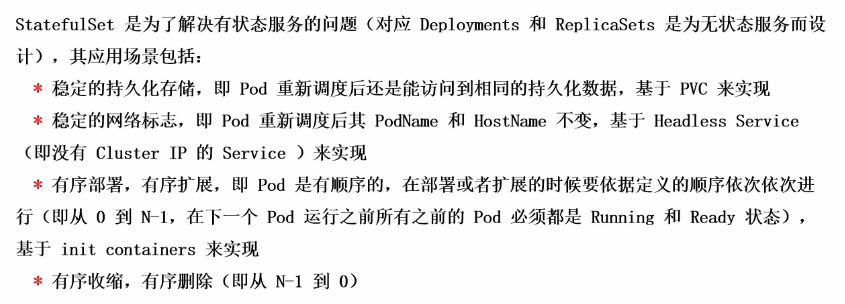 StatefulSet 是为了解决有状态服务的问题（对应 Deployments 和 ReplicaSets 是为无状态服务而设
计），其应用场景包括：
* 稳定的持久化存储，即 Pod 重新调度后还是能访问到相同的持久化数据，基于 PVC 来实现
* 稳定的网络标志，即 Pod 重新调度后其 PodName 和 HostName 不变，基于 Headless Service
（即没有 Cluster IP 的 Service ）来实现
* 有序部署，有序扩展，即 Pod 是有顺序的，在部署或者扩展的时候要依据定义的顺序依次依次进
行（即从 0 到 N-1，在下一个 Pod 运行之前所有之前的 Pod 必须都是 Running 和 Ready 状态），
基于 init containers 来实现
* 有序收缩，有序删除（即从 N-1 到 0）